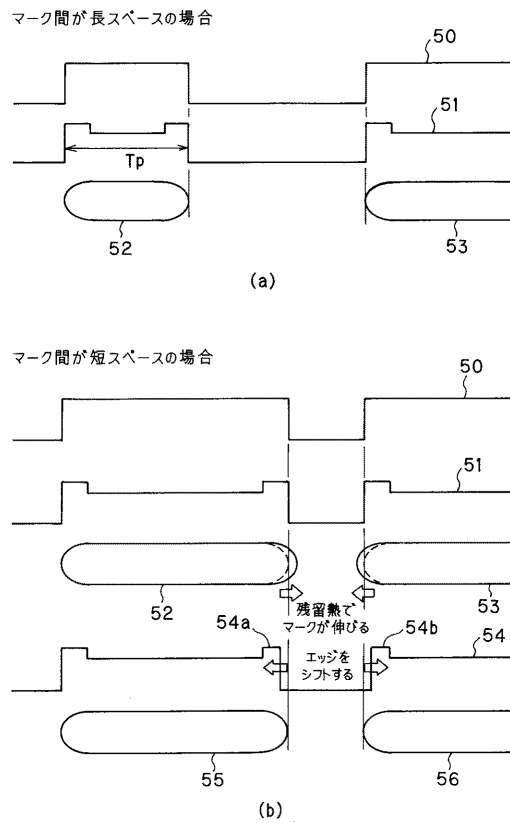 マーク間が長スペースの場合
50
51
Tp
52
53
(a)
マーク間が短スペースの場合
50
51
52
53
残留熱で
マークが伸びる
54a
54b
54
エッジを
シフトする
55
56
(b)